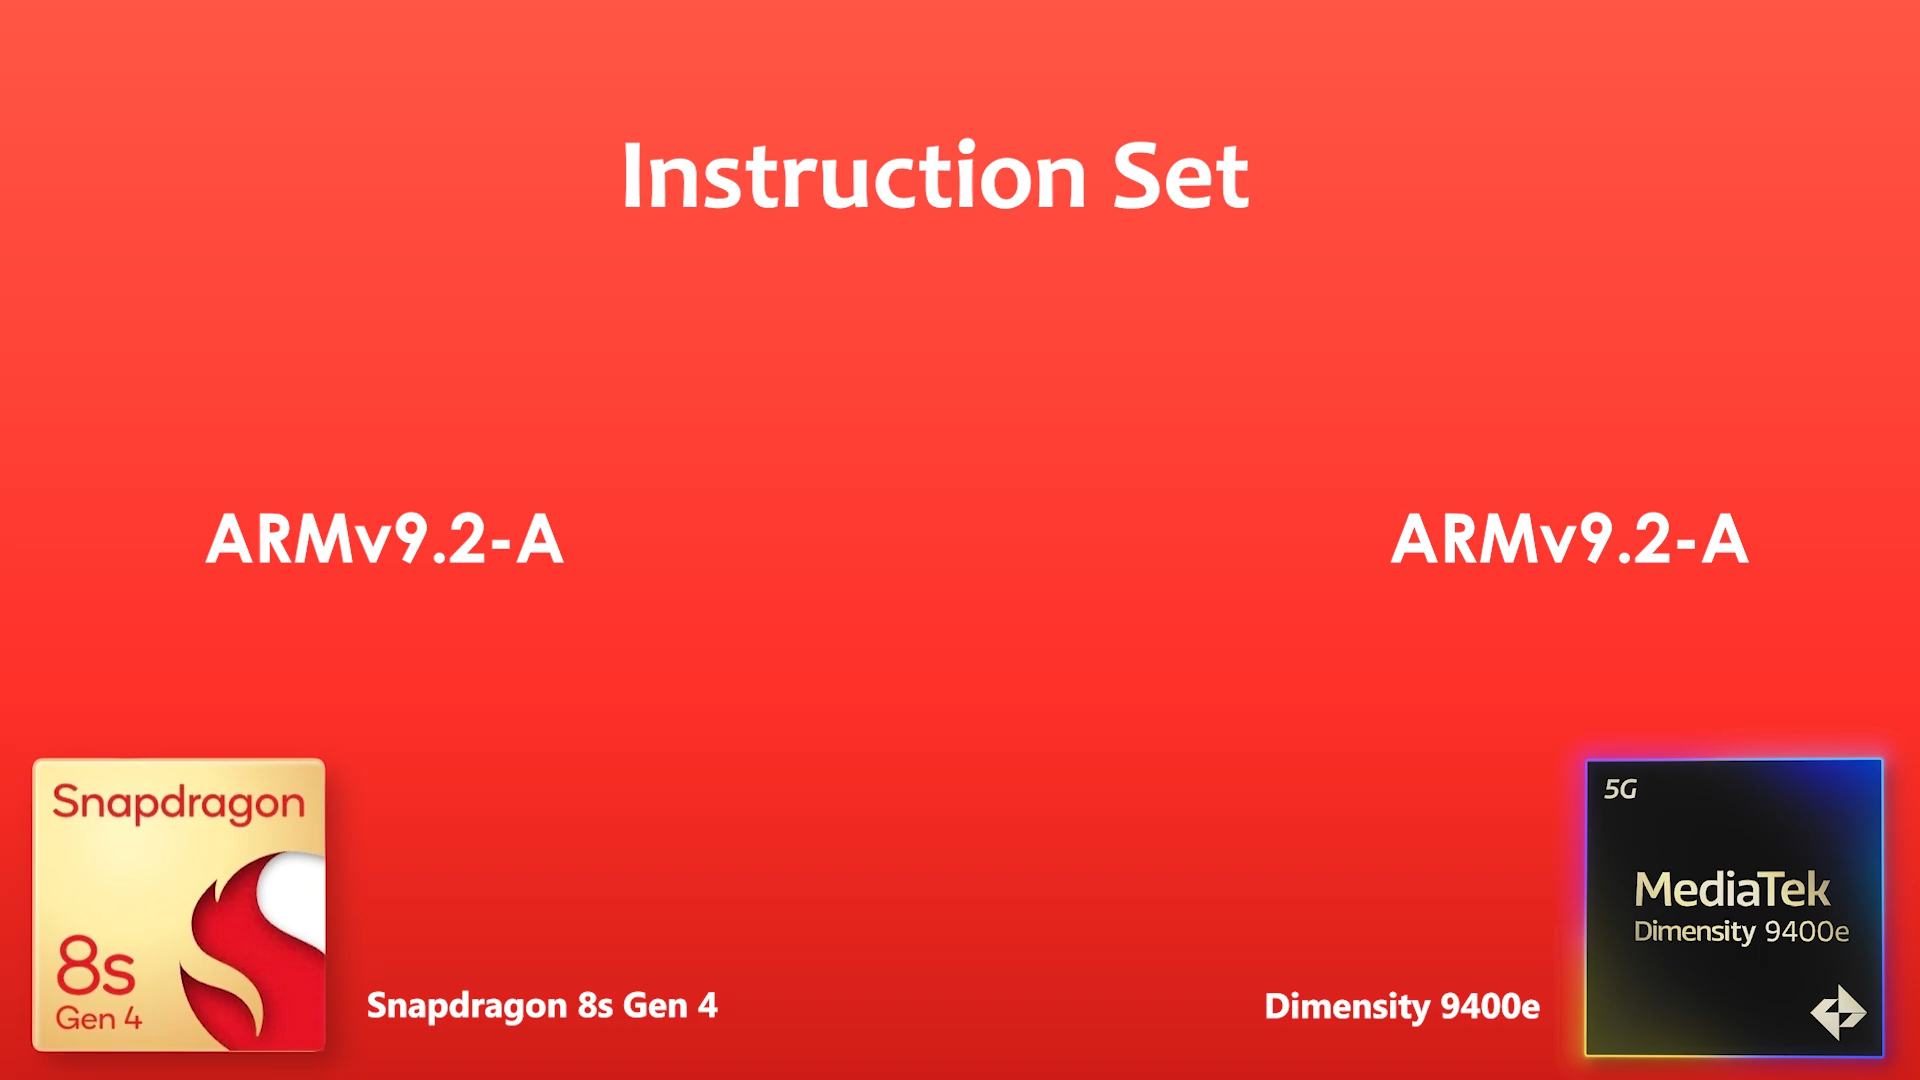 Instruction Set
ARMv9.2-A
ARMv9.2-A
Snapdragon
8s
Gen 4
Snapdragon 8s Gen 4
Dimensity 9400e
5G
MediaTek
Dimensity 9400e